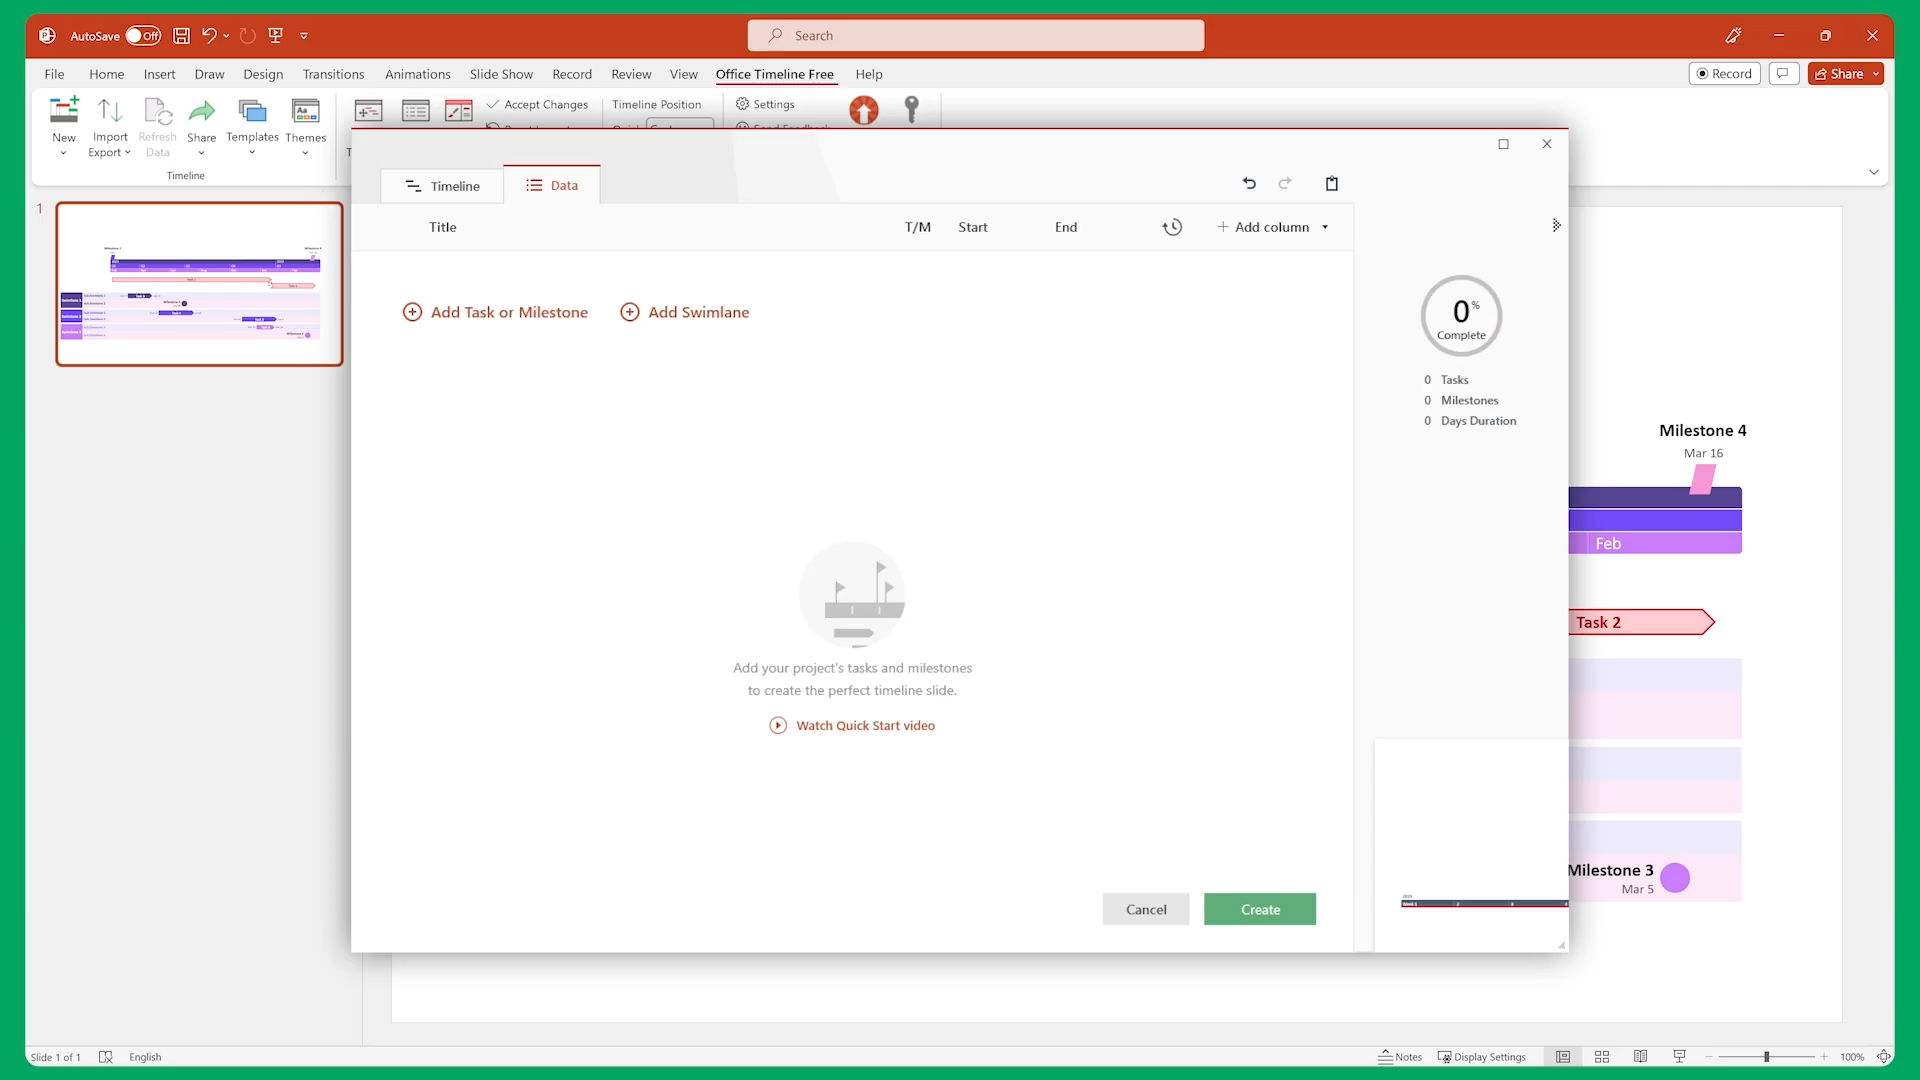 AutoSave Off
Search
File Home Insert Draw Design Transitions Animations Slide Show Record Review View Office Timeline Free Help
Record
Share
New
Import
Export
Refresh
Data
Share
Templates
Themes
Timeline
Accept Changes
Timeline Position
Settings
Timeline
Data
Title T/M Start End Add column
Add Task or Milestone
Add Swimlane
0%
Complete
0 Tasks
0 Milestones
0 Days Duration
Add your project's tasks and milestones
to create the perfect timeline slide.
Watch Quick Start video
Cancel
Create
1
Milestone 4
Mar 16
Feb
Task 2
Milestone 3
Mar 5
Slide 1 of 1
English
Notes
Display Settings
100%